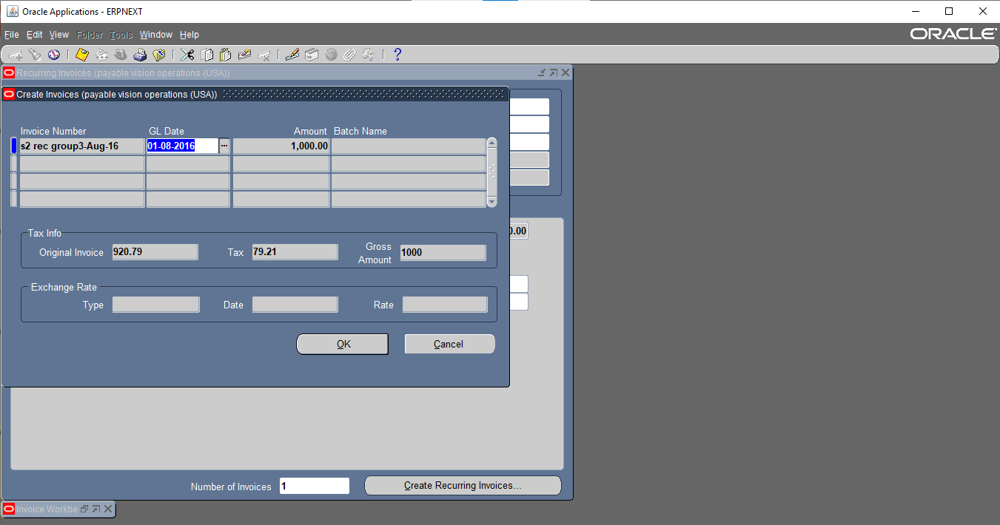 Oracle Applications - ERPNEXT
File Edit View Folder Tools Window Help
ORACLE
Recurring Invoices (payable vision operations (USA))
Create Invoices (payable vision operations (USA))
Invoice Number GL Date Amount Batch Name
s2 rec group3-Aug-16 01-08-2016 ... 1,000.00
Tax Info
0.00
Original Invoice 920.79 Tax 79.21 Gross Amount 1000
Exchange Rate
Type Date Rate
OK Cancel
Number of Invoices 1 Create Recurring Invoices...
Invoice Workbe